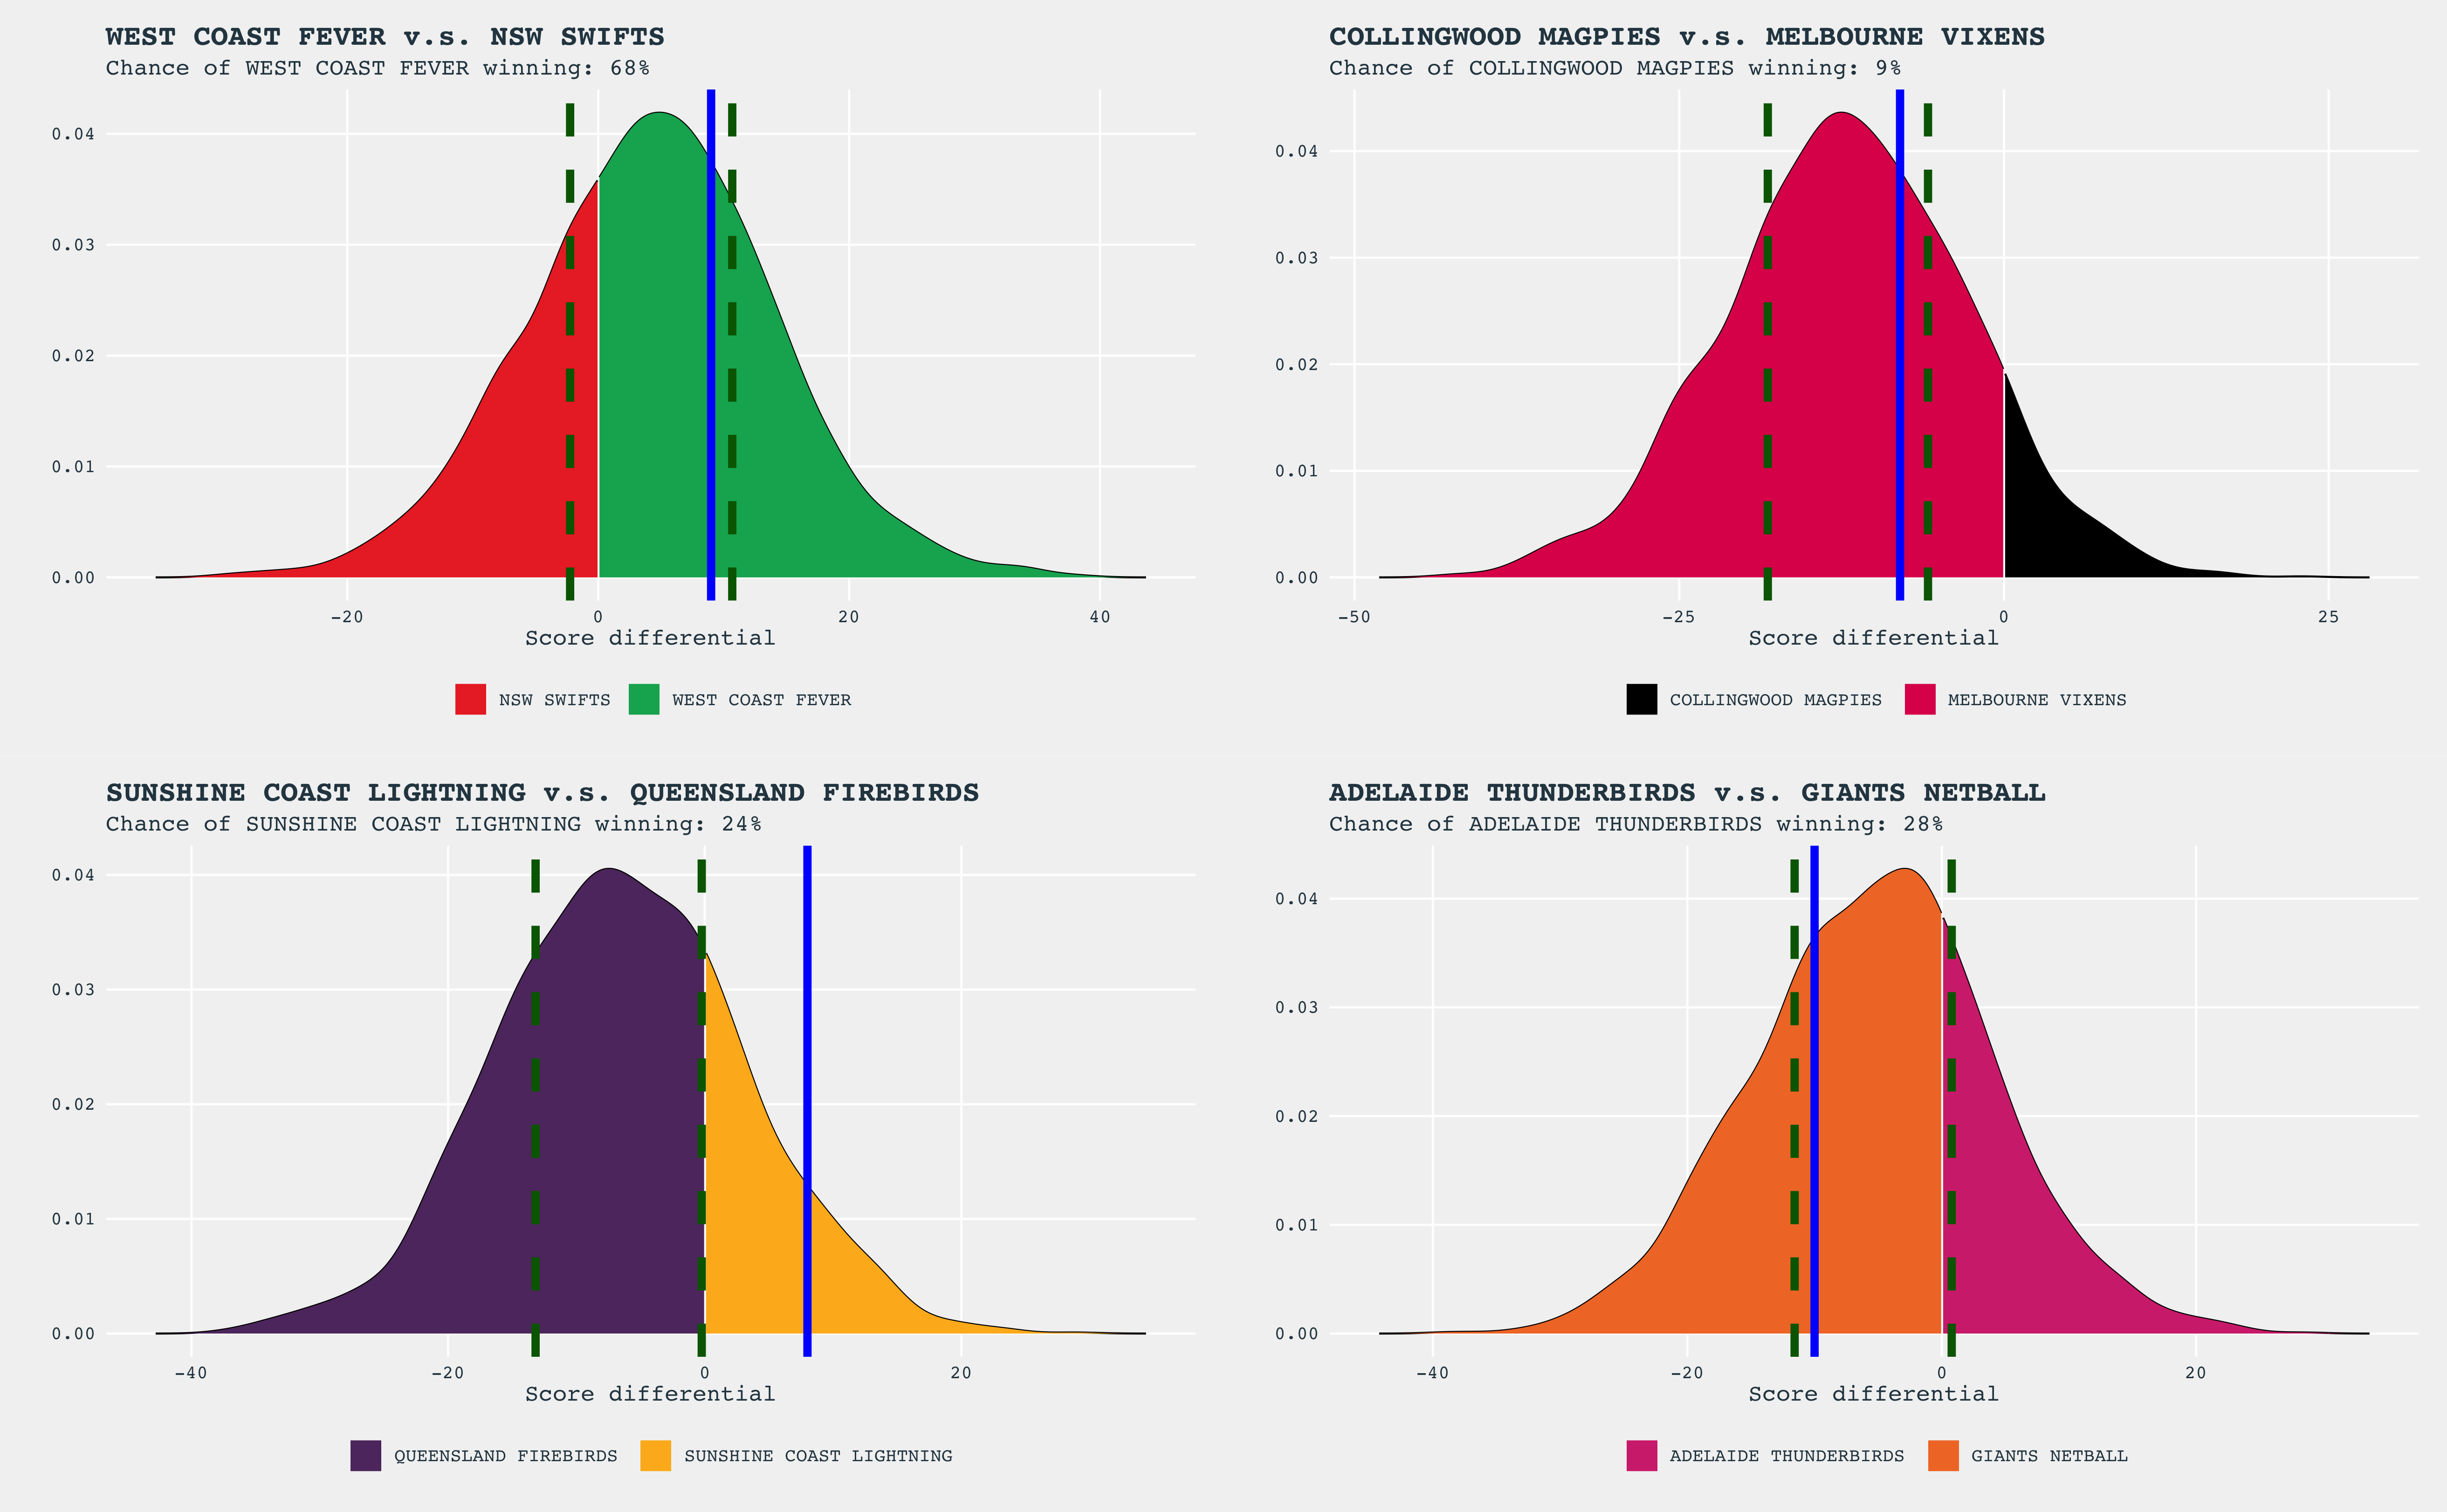 WEST COAST FEVER v.s. NSW SWIFTS
Chance of WEST COAST FEVER winning: 68%
0.04
0.03
0.02
0.01
0.00
-20 0 20 40
Score differential
NSW SWIFTS WEST COAST FEVER
COLLINGWOOD MAGPIES v.s. MELBOURNE VIXENS
Chance of COLLINGWOOD MAGPIES winning: 9%
0.04
0.03
0.02
0.01
0.00
-50 -25 0 25
Score differential
COLLINGWOOD MAGPIES MELBOURNE VIXENS
SUNSHINE COAST LIGHTNING v.s. QUEENSLAND FIREBIRDS
Chance of SUNSHINE COAST LIGHTNING winning: 24%
0.04
0.03
0.02
0.01
0.00
-40 -20 0 20
Score differential
QUEENSLAND FIREBIRDS SUNSHINE COAST LIGHTNING
ADELAIDE THUNDERBIRDS v.s. GIANTS NETBALL
Chance of ADELAIDE THUNDERBIRDS winning: 28%
0.04
0.03
0.02
0.01
0.00
-40 -20 0 20
Score differential
ADELAIDE THUNDERBIRDS GIANTS NETBALL